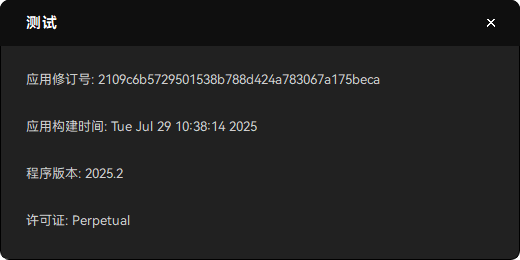 测试
应用修订号: 2109c6b5729501538b788d424a783067a175beca
应用构建时间: Tue Jul 29 10:38:14 2025
程序版本: 2025.2
许可证: Perpetual